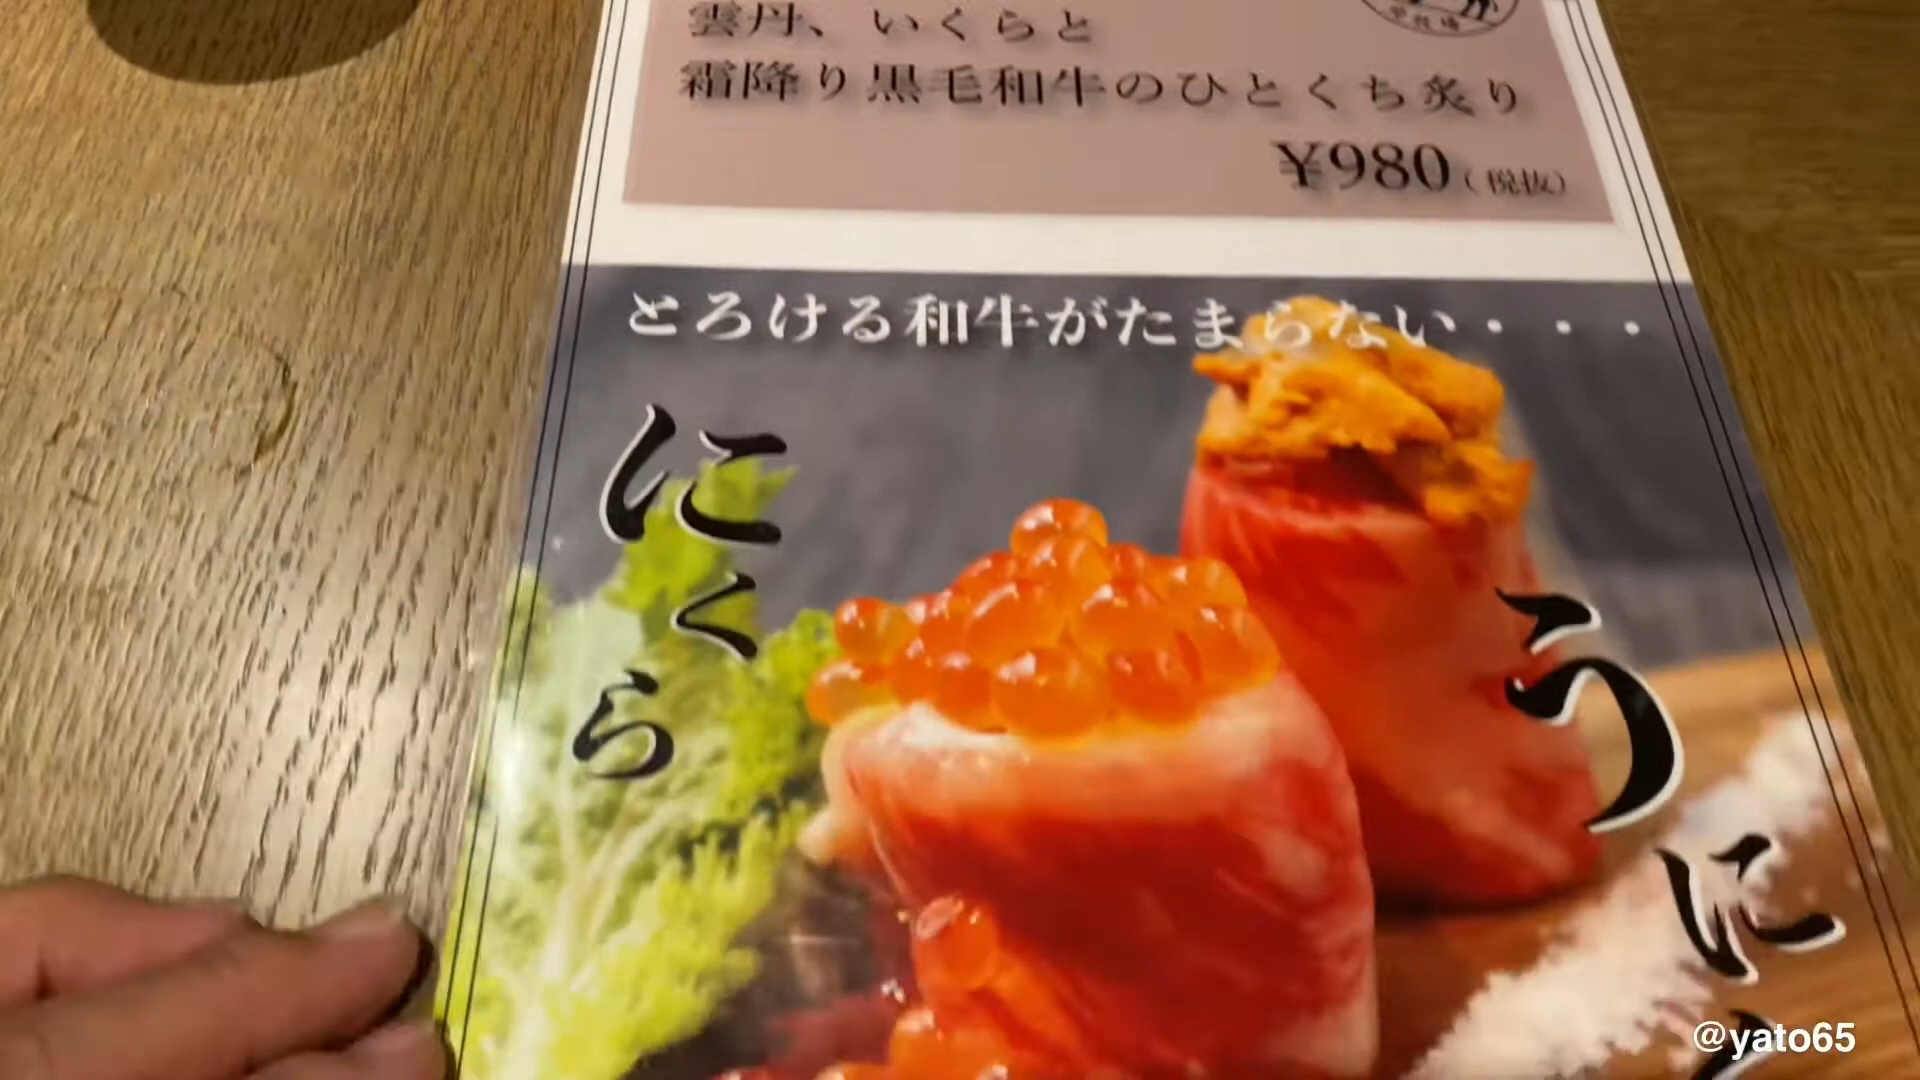 雲丹、いくらと
霜降り黒毛和牛のひとくち炙り
¥980（税抜）
とろける和牛がたまらない・・・
にくら
うに
@yato65